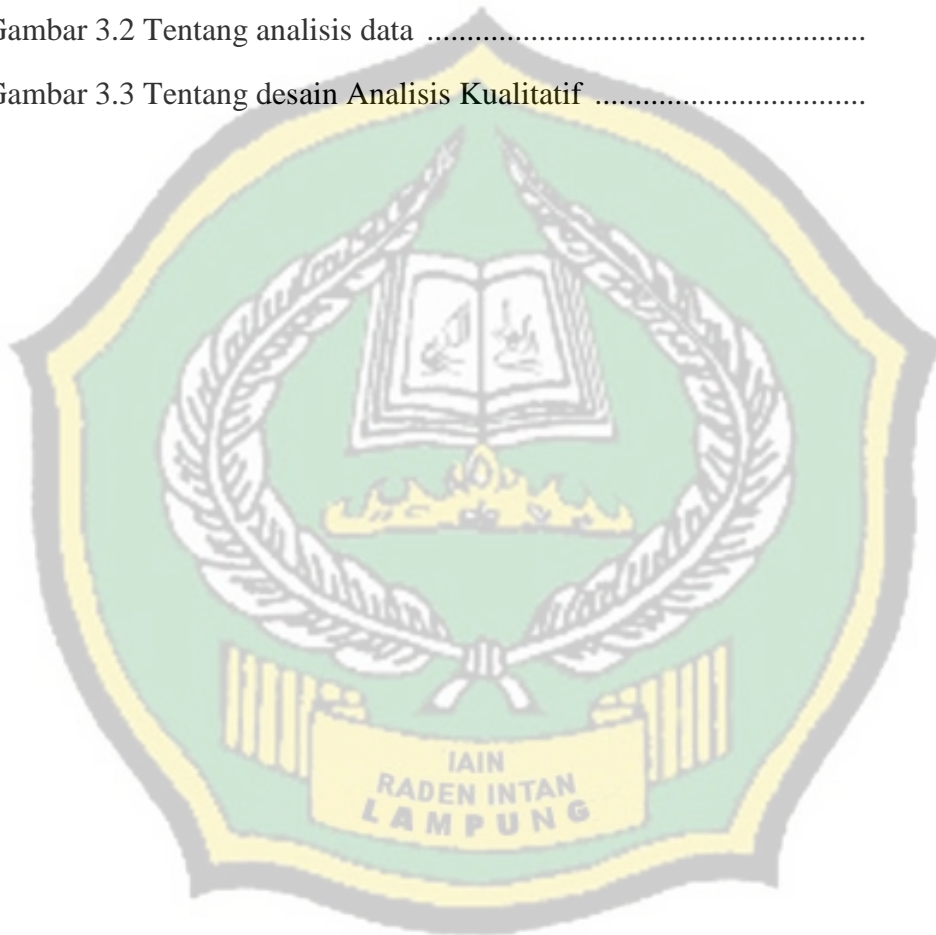 Gambar 3.2 Tentang analisis data ......................................................
Gambar 3.3 Tentang desain Analisis Kualitatif ..................................
IAIN
RADEN INTAN
LAMPUNG